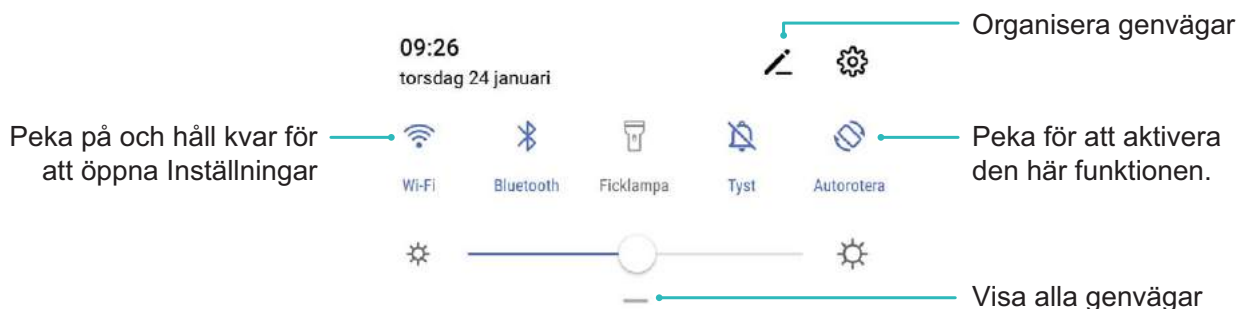 Organisera genvägar
09:26
torsdag 24 januari
Peka på och håll kvar för
att öppna Inställningar
Peka för att aktivera
den här funktionen.
Wi-Fi
Bluetooth
Ficklampa
Tyst
Autorotera
Visa alla genvägar